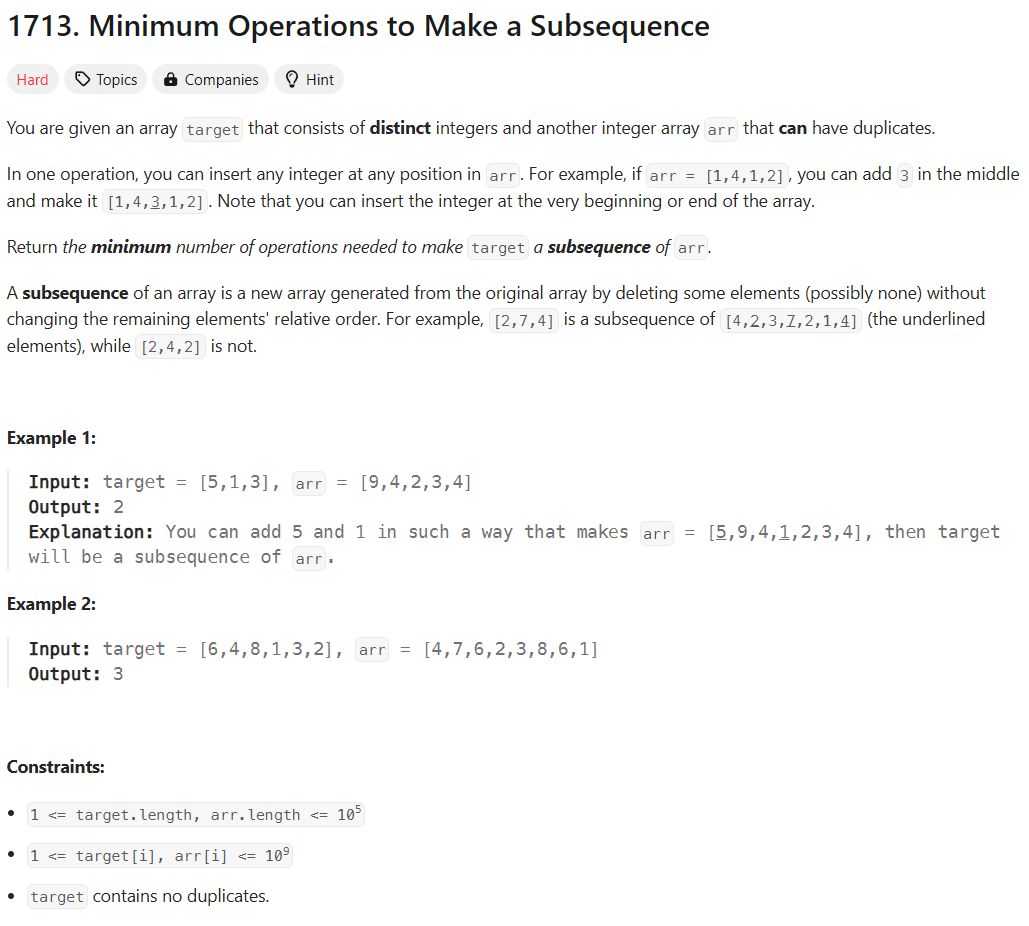 1713. Minimum Operations to Make a Subsequence
Hard Topics Companies Hint
You are given an array target that consists of distinct integers and another integer array arr that can have duplicates.
In one operation, you can insert any integer at any position in arr. For example, if arr = [1,4,1,2], you can add 3 in the middle
and make it [1,4,3,1,2]. Note that you can insert the integer at the very beginning or end of the array.
Return the minimum number of operations needed to make target a subsequence of arr.
A subsequence of an array is a new array generated from the original array by deleting some elements (possibly none) without
changing the remaining elements' relative order. For example, [2,7,4] is a subsequence of [4,2,3,7,2,1,4] (the underlined
elements), while [2,4,2] is not.
Example 1:
Input: target = [5,1,3], arr = [9,4,2,3,4]
Output: 2
Explanation: You can add 5 and 1 in such a way that makes arr = [5,9,4,1,2,3,4], then target
will be a subsequence of arr.
Example 2:
Input: target = [6,4,8,1,3,2], arr = [4,7,6,2,3,8,6,1]
Output: 3
Constraints:
• 1 <= target.length, arr.length <= 10⁵
• 1 <= target[i], arr[i] <= 10⁹
• target contains no duplicates.